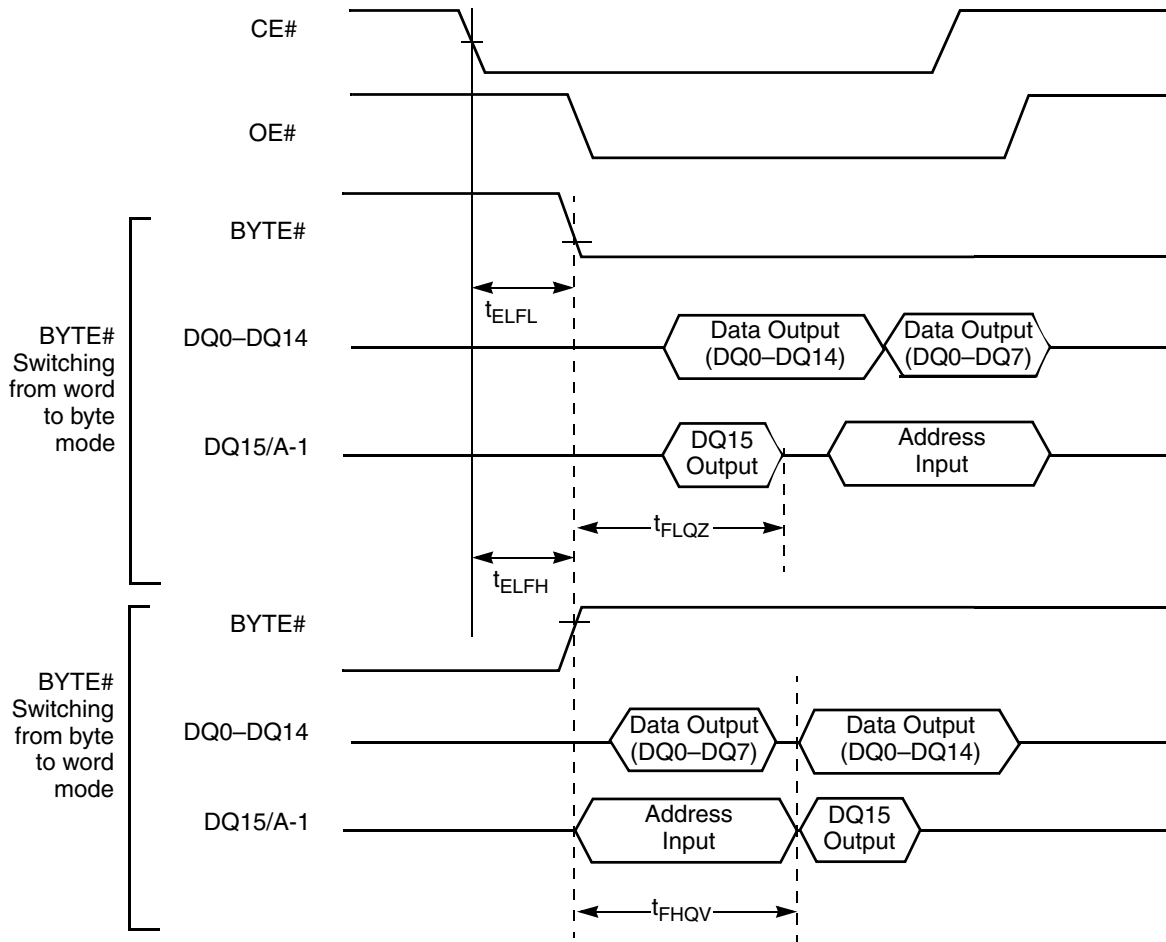 CE#
OE#
BYTE#
tELFL
BYTE#
Switching
from word
to byte
mode
DQ0–DQ14
Data Output
(DQ0–DQ14)
Data Output
(DQ0–DQ7)
DQ15/A-1
DQ15
Output
Address
Input
tFLQZ
tELFH
BYTE#
BYTE#
Switching
from byte
to word
mode
DQ0–DQ14
Data Output
(DQ0–DQ7)
Data Output
(DQ0–DQ14)
DQ15/A-1
Address
Input
DQ15
Output
tFHQV